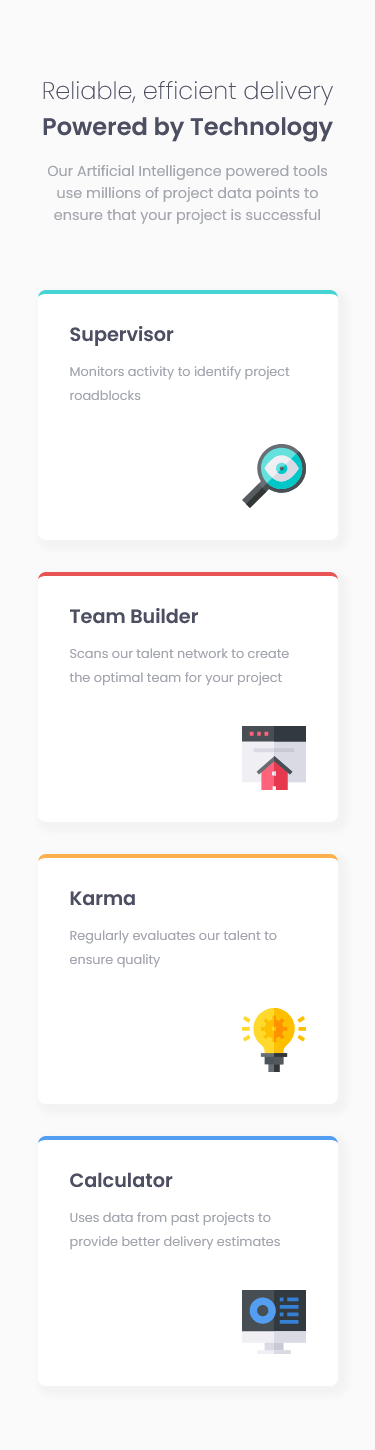 Reliable, efficient delivery
Powered by Technology
Our Artificial Intelligence powered tools
use millions of project data points to
ensure that your project is successful
Supervisor
Monitors activity to identify project
roadblocks
Team Builder
Scans our talent network to create
the optimal team for your project
Karma
Regularly evaluates our talent to
ensure quality
Calculator
Uses data from past projects to
provide better delivery estimates